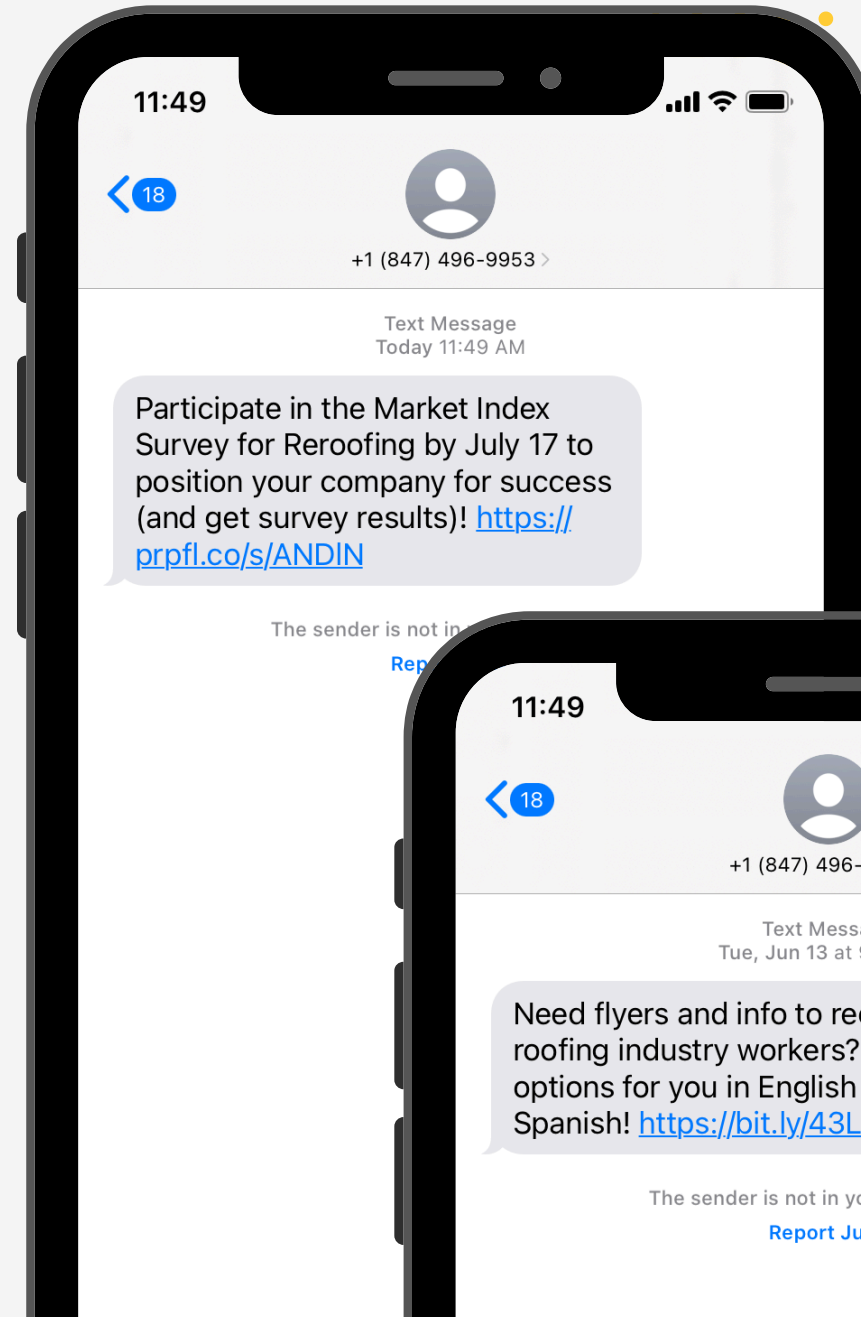 11:49
18
+1 (847) 496-9953
Text Message
Today 11:49 AM
Participate in the Market Index
Survey for Reroofing by July 17 to
position your company for success
(and get survey results)! https://
prpfl.co/s/ANDlN
The sender is not in
11:49
18
+1 (847) 496-
Text
Tue, Jun 13 at
Need flyers and info to
roofing industry workers?
options for you in English
Spanish! https://bit.ly/43L
The sender is not in
Report